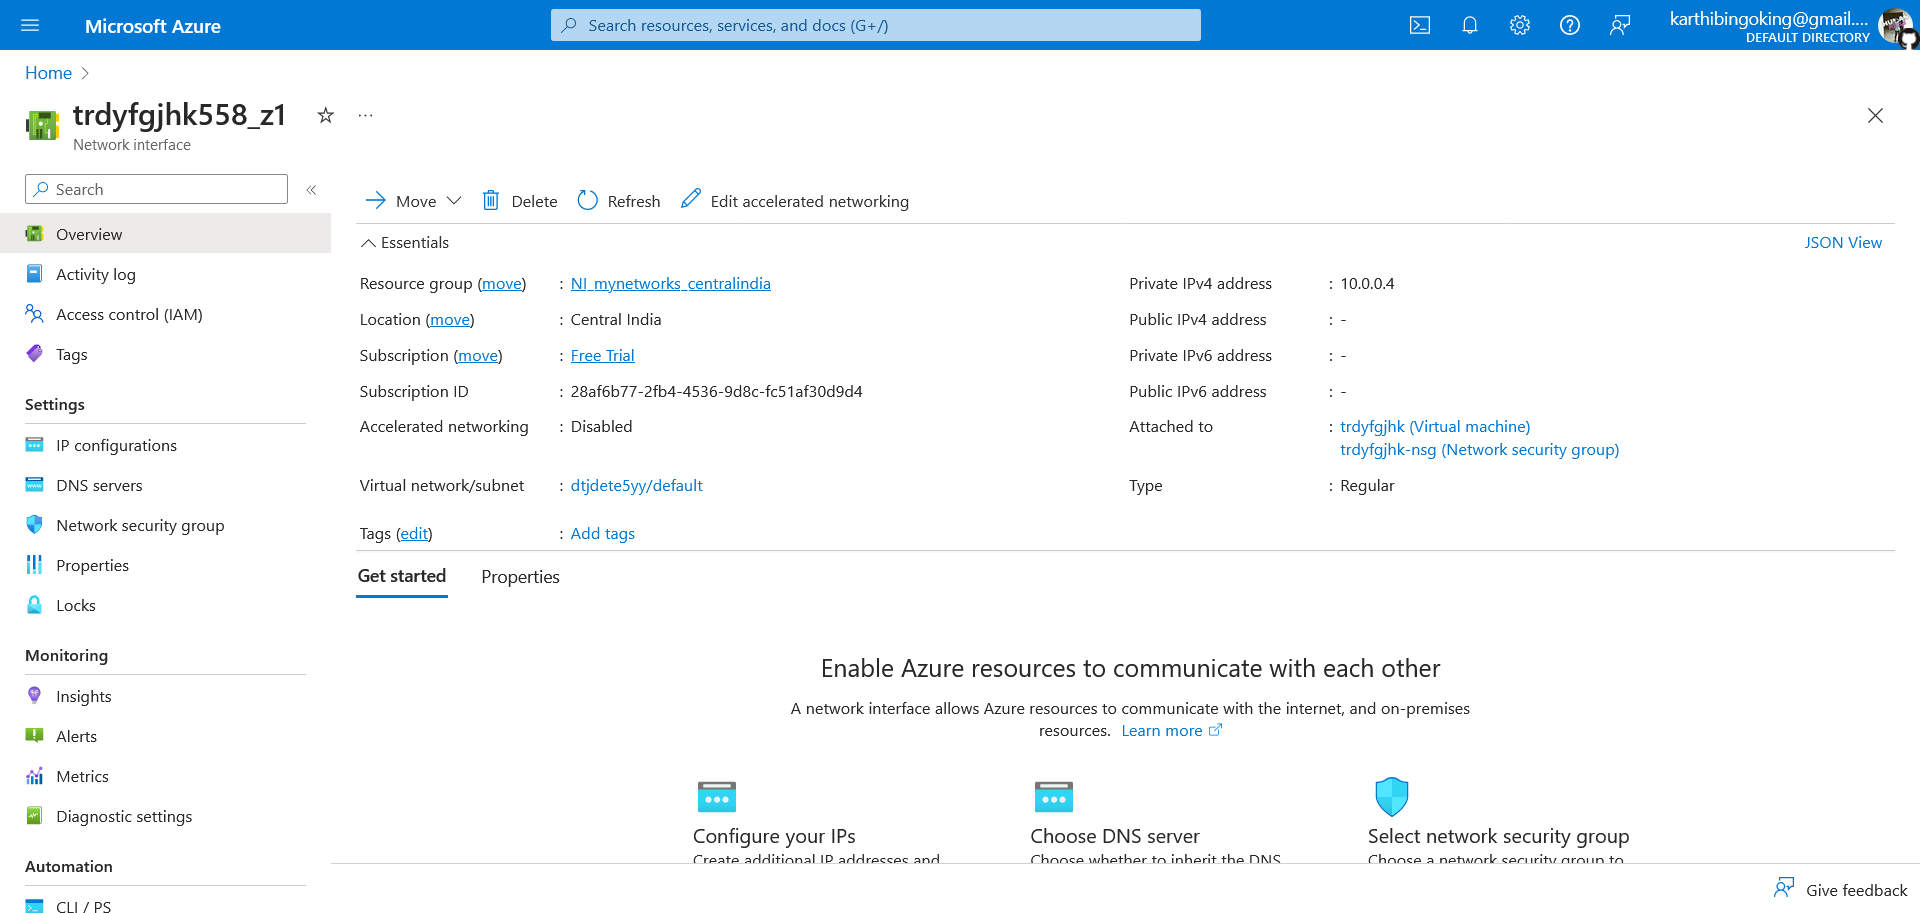 Microsoft Azure
Search resources, services, and docs (G+/)
karthibingoking@gmail....
DEFAULT DIRECTORY
Home
trdyfgjhk558_z1
Network interface
Search
Overview
Activity log
Access control (IAM)
Tags
Settings
IP configurations
DNS servers
Network security group
Properties
Locks
Monitoring
Insights
Alerts
Metrics
Diagnostic settings
Automation
CLI / PS
Move
Delete
Refresh
Edit accelerated networking
Essentials
JSON View
Resource group (move) : NI_mynetworks_centralindia
Location (move) : Central India
Subscription (move) : Free Trial
Subscription ID : 28af6b77-2fb4-4536-9d8c-fc51af30d9d4
Accelerated networking : Disabled
Virtual network/subnet : dtjdete5yy/default
Tags (edit) : Add tags
Private IPv4 address : 10.0.0.4
Public IPv4 address : -
Private IPv6 address : -
Public IPv6 address : -
Attached to : trdyfgjhk (Virtual machine)
trdyfgjhk-nsg (Network security group)
Type : Regular
Get started
Properties
Enable Azure resources to communicate with each other
A network interface allows Azure resources to communicate with the internet, and on-premises
resources. Learn more
Configure your IPs
Create additional IP addresses and
Choose DNS server
Choose whether to inherit the DNS
Select network security group
Choose a network security group to
Give feedback